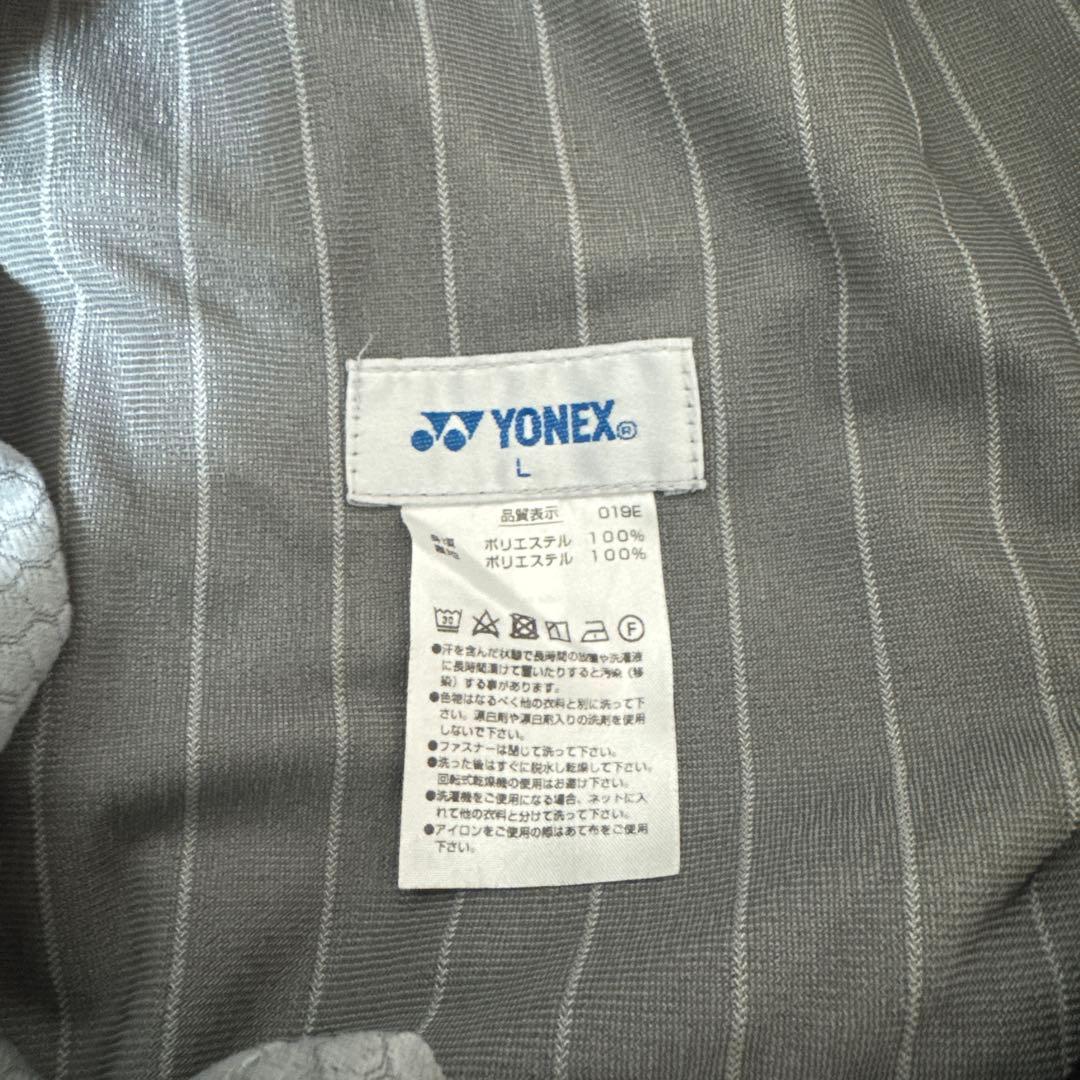 YONEX®
L
品質表示 019E
ポリエステル 100%
ポリエステル 100%
30
F
●汗を含んだ状態で長時間の放置や洗濯液
に長時間漬けて置いたりすると汚染(移
染)する事があります。
●色物はなるべく他の衣料と別に洗って下
さい。漂白剤や漂白剤入りの洗剤を使用
しないで下さい。
●ファスナーは閉じて洗って下さい。
●洗った後はすぐに脱水し乾燥して下さい。
回転式乾燥機の使用はお避け下さい。
●洗濯機をご使用になる場合、ネットに入
れて他の衣料と分けて洗って下さい。
●アイロンをご使用の際はあて布をご使用
下さい。